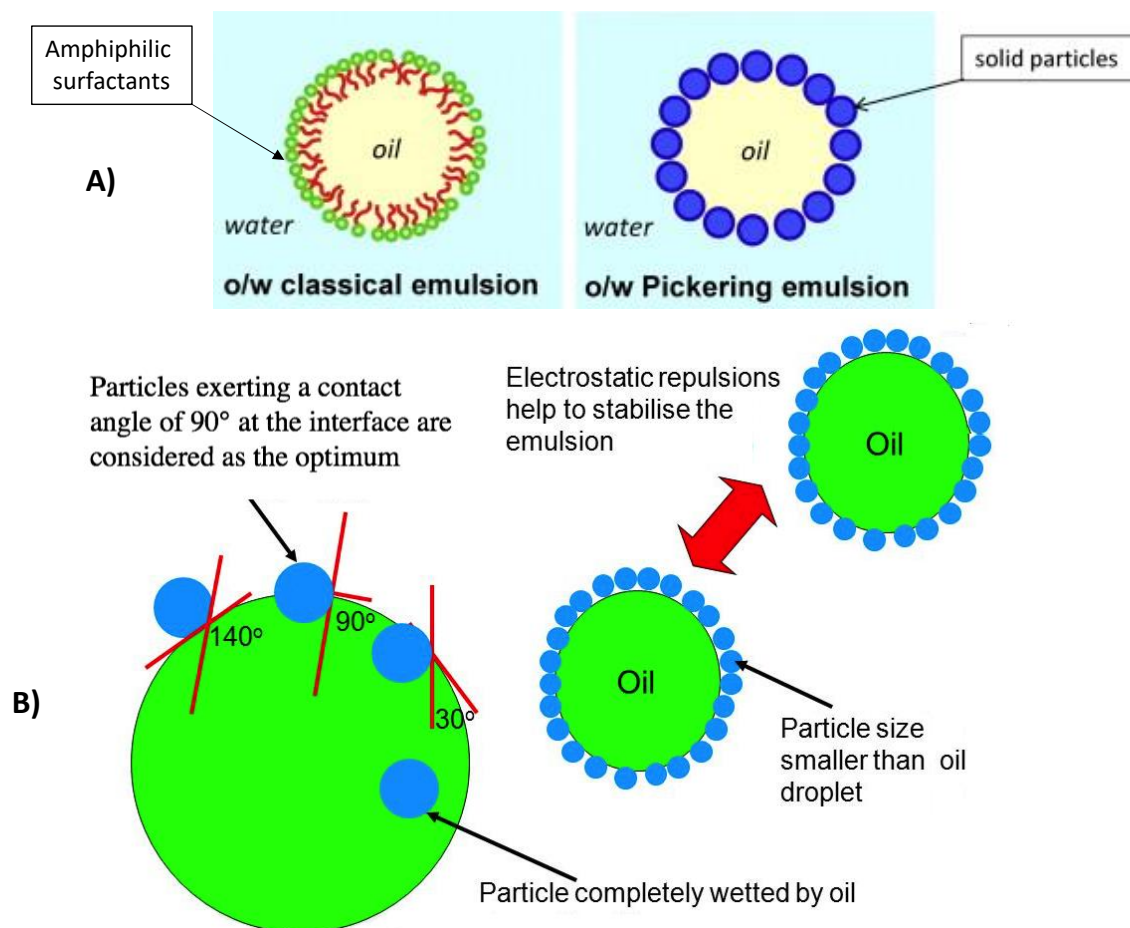 Amphiphilic
surfactants
solid particles
oil
oil
A)
water
water
o/w classical emulsion
o/w Pickering emulsion
Particles exerting a contact
angle of 90° at the interface are
considered as the optimum
Electrostatic repulsions
help to stabilise the
emulsion
Oil
140°
90°
30°
B)
Oil
Particle size
smaller than oil
droplet
Particle completely wetted by oil